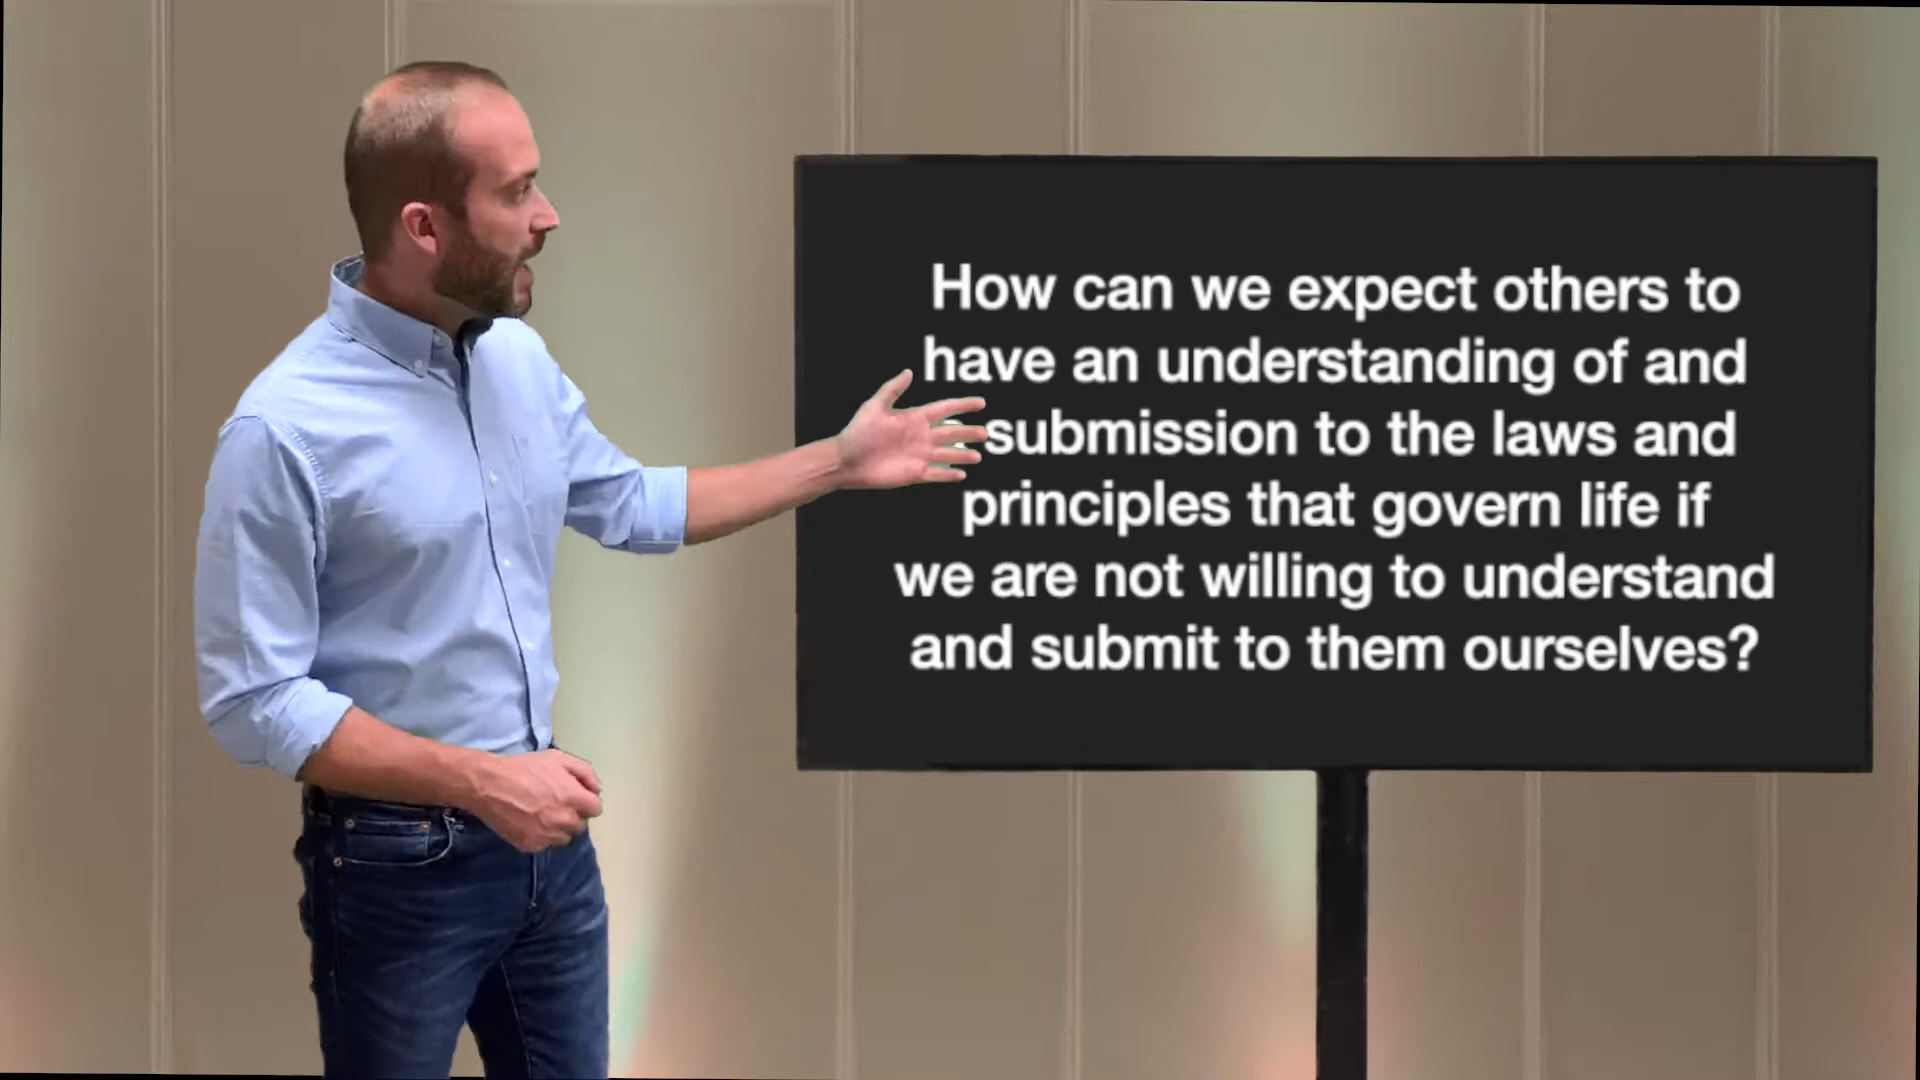 How can we expect others to
have an understanding of and
submission to the laws and
principles that govern life if
we are not willing to understand
and submit to them ourselves?